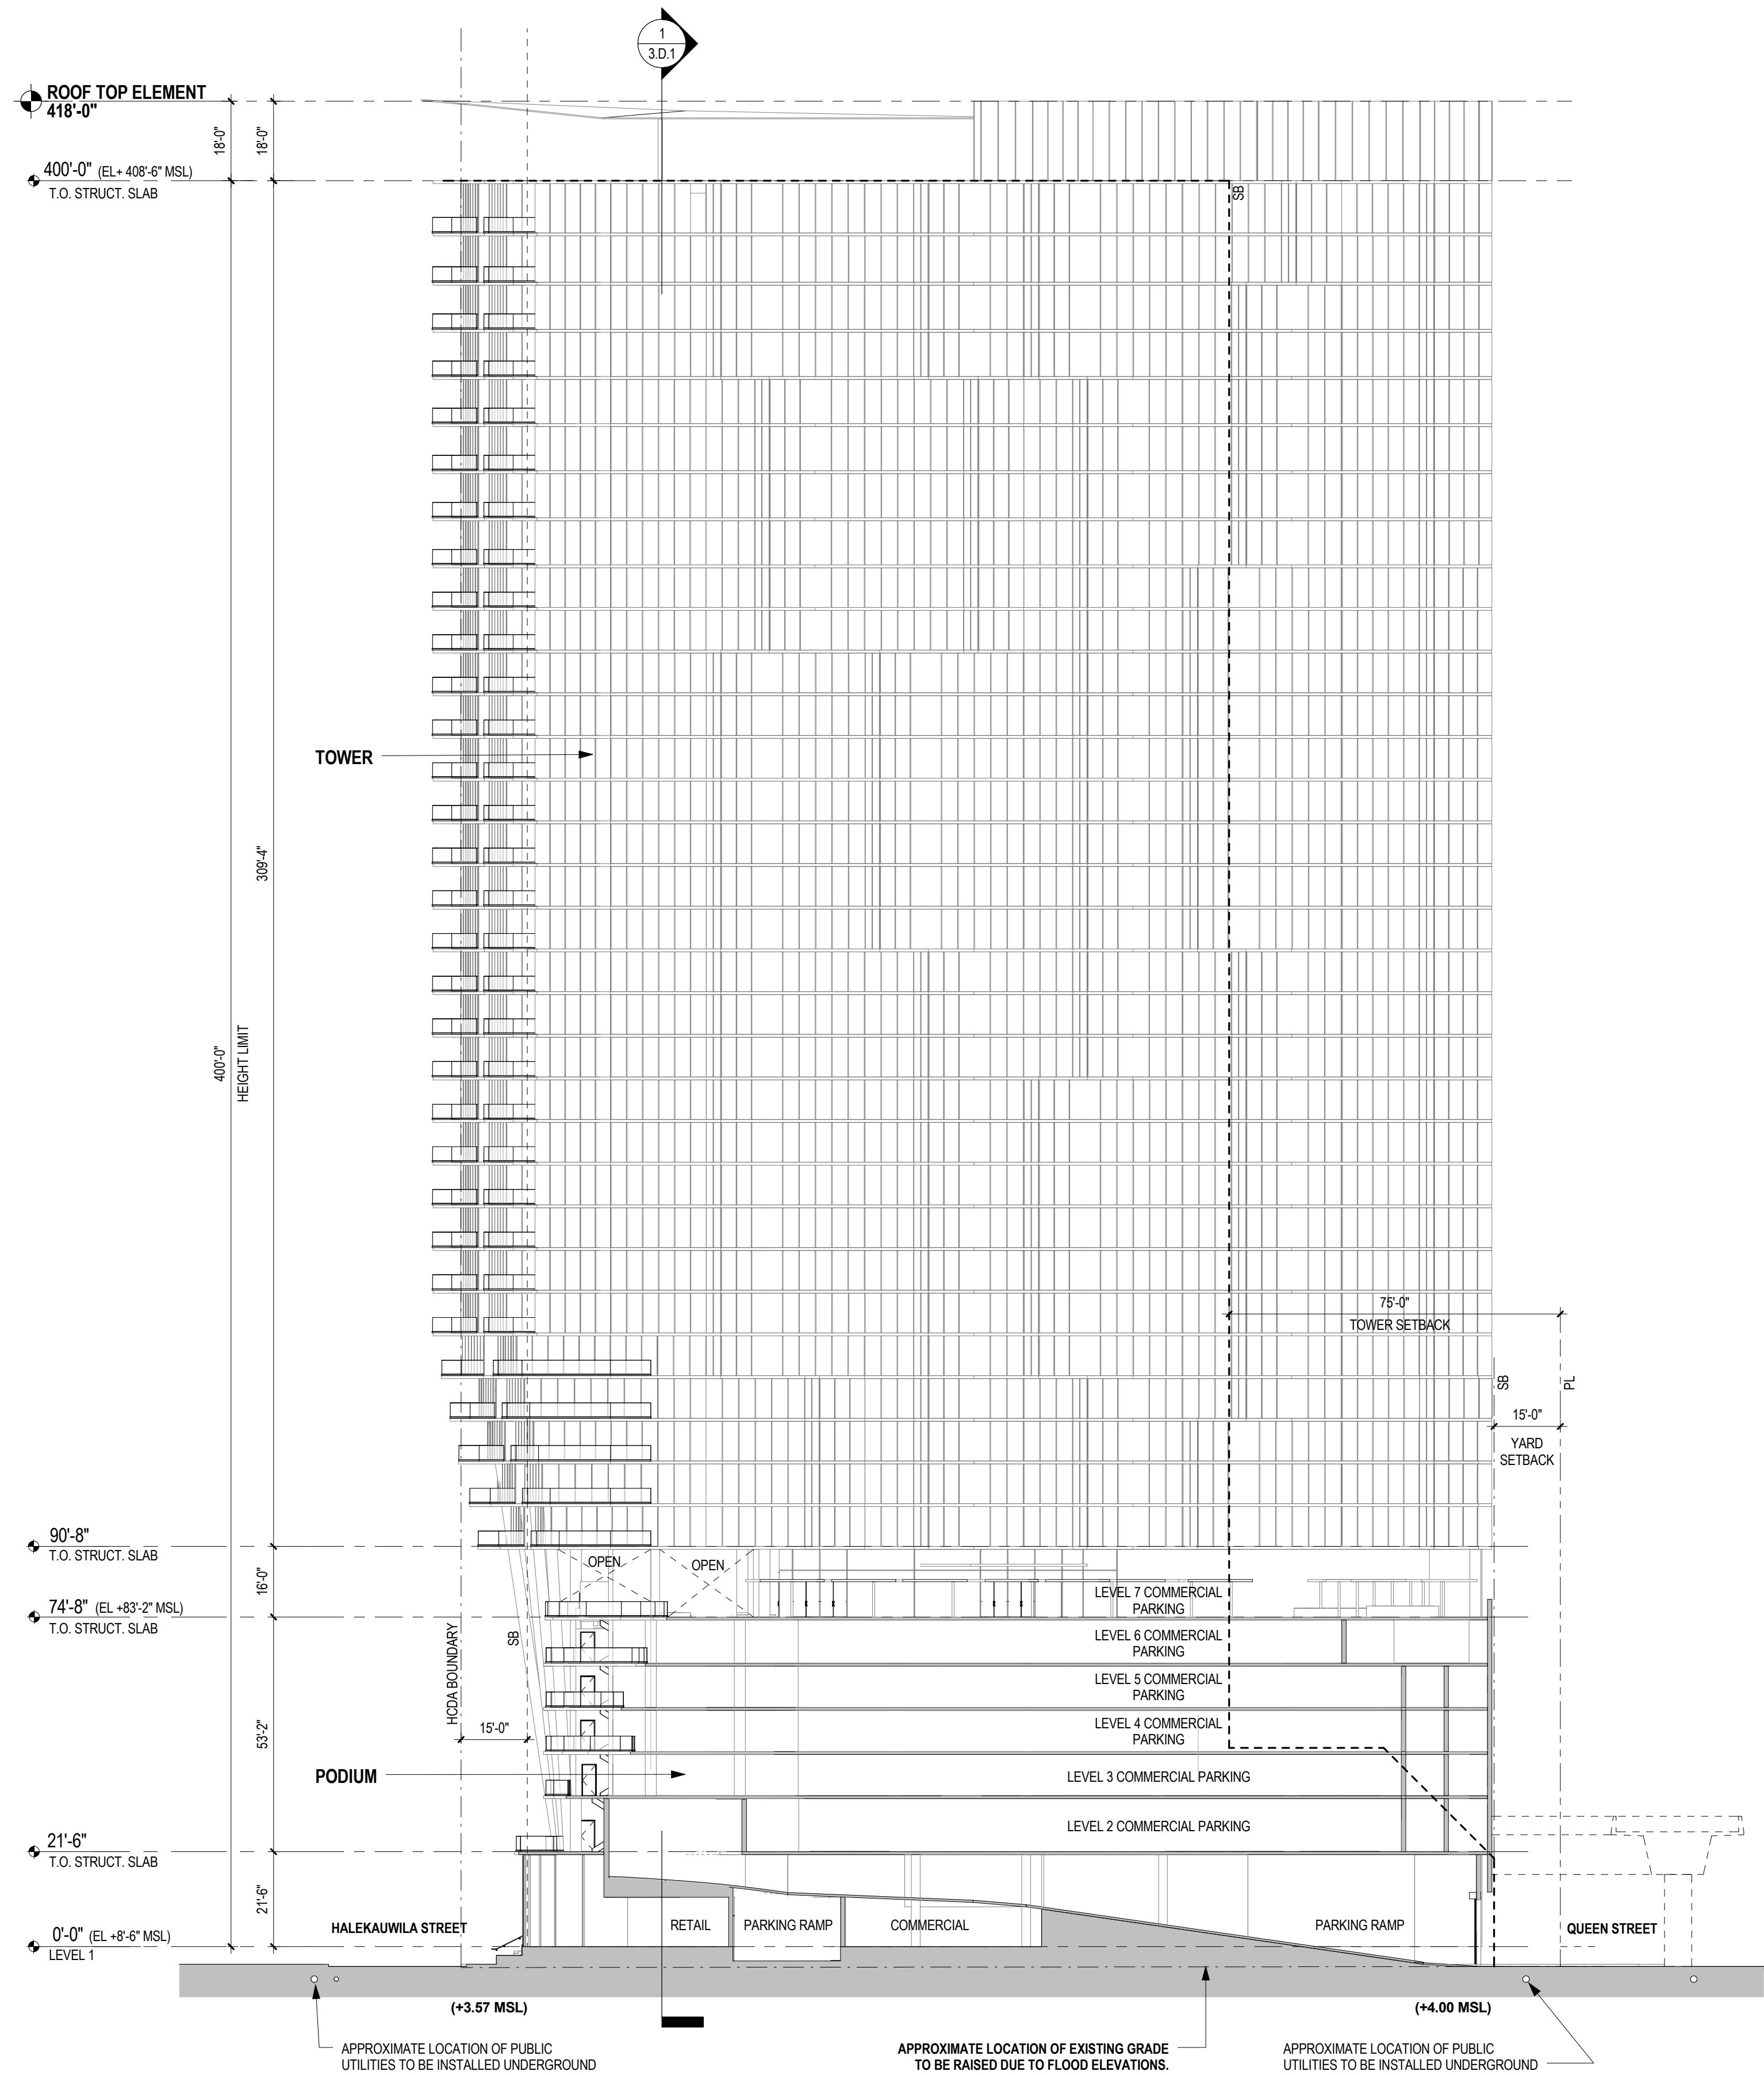 1
3.D.1
ROOF TOP ELEMENT
418'-0"
18'-0"
18'-0"
400'-0" (EL+ 408'-6" MSL)
T.O. STRUCT. SLAB
SB
TOWER
309'-4"
400'-0"
HEIGHT LIMIT
75'-0"
TOWER SETBACK
SB
PL
15'-0"
YARD
SETBACK
90'-8"
T.O. STRUCT. SLAB
OPEN
OPEN
16'-0"
LEVEL 7 COMMERCIAL
PARKING
74'-8" (EL +83'-2" MSL)
T.O. STRUCT. SLAB
HCDA BOUNDARY
SB
LEVEL 6 COMMERCIAL
PARKING
LEVEL 5 COMMERCIAL
PARKING
15'-0"
53'-2"
LEVEL 4 COMMERCIAL
PARKING
PODIUM
LEVEL 3 COMMERCIAL PARKING
LEVEL 2 COMMERCIAL PARKING
21'-6"
T.O. STRUCT. SLAB
21'-6"
HALEKAUWILA STREET
RETAIL
PARKING RAMP
COMMERCIAL
PARKING RAMP
QUEEN STREET
0'-0" (EL +8'-6" MSL)
LEVEL 1
(+3.57 MSL)
(+4.00 MSL)
APPROXIMATE LOCATION OF PUBLIC
UTILITIES TO BE INSTALLED UNDERGROUND
APPROXIMATE LOCATION OF EXISTING GRADE
TO BE RAISED DUE TO FLOOD ELEVATIONS.
APPROXIMATE LOCATION OF PUBLIC
UTILITIES TO BE INSTALLED UNDERGROUND